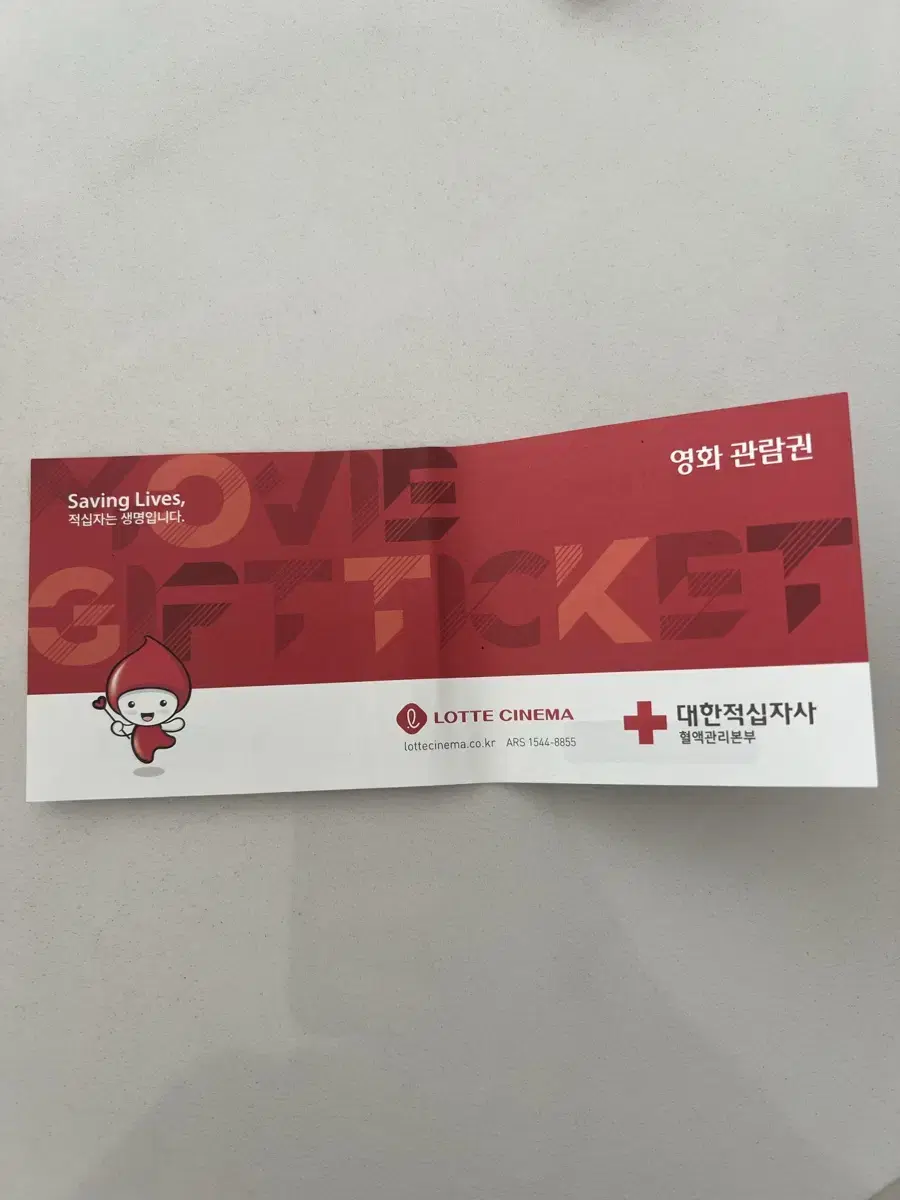 Saving Lives,
적십자는 생명입니다.
영화 관람권
MOVIE
GIFT TICKET
LOTTE CINEMA
lottecinema.co.kr ARS 1544-8855
대한적십자사
혈액관리본부